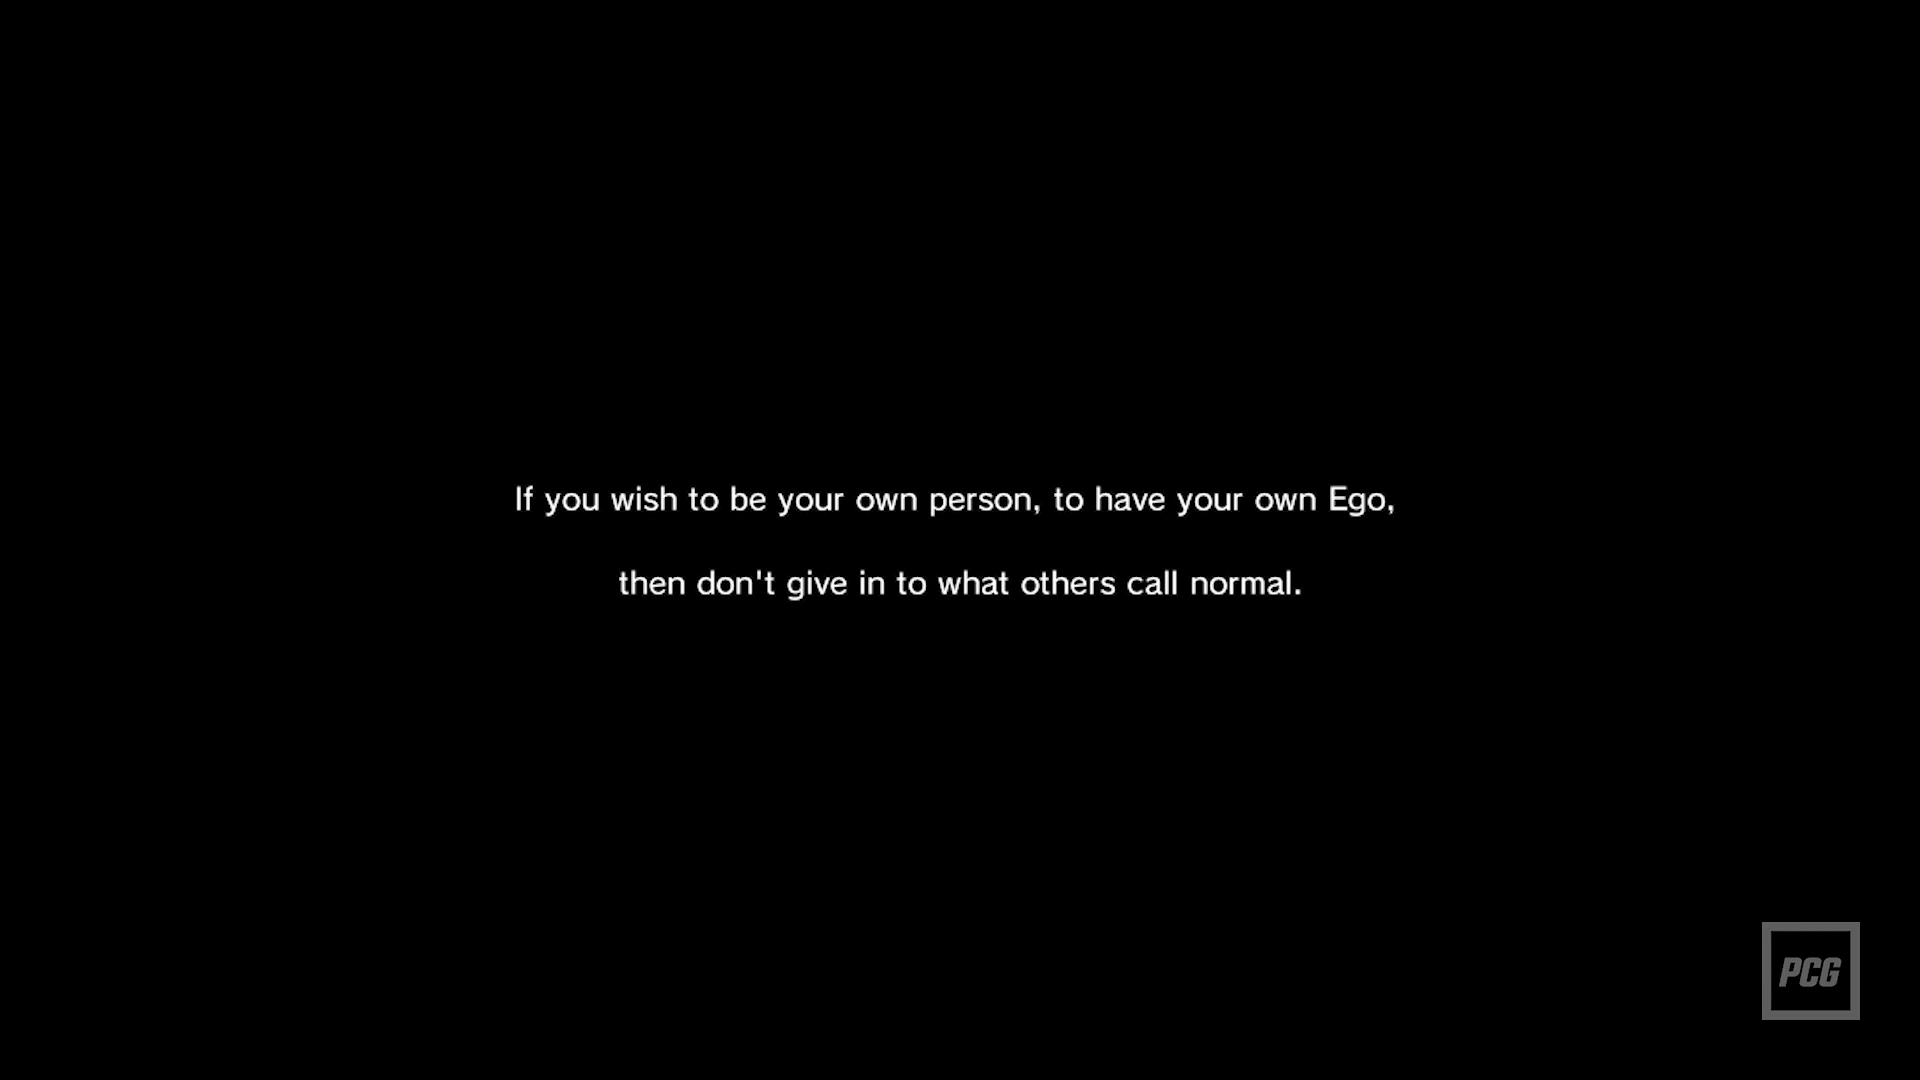 If you wish to be your own person, to have your own Ego,
then don't give in to what others call normal.
PCG